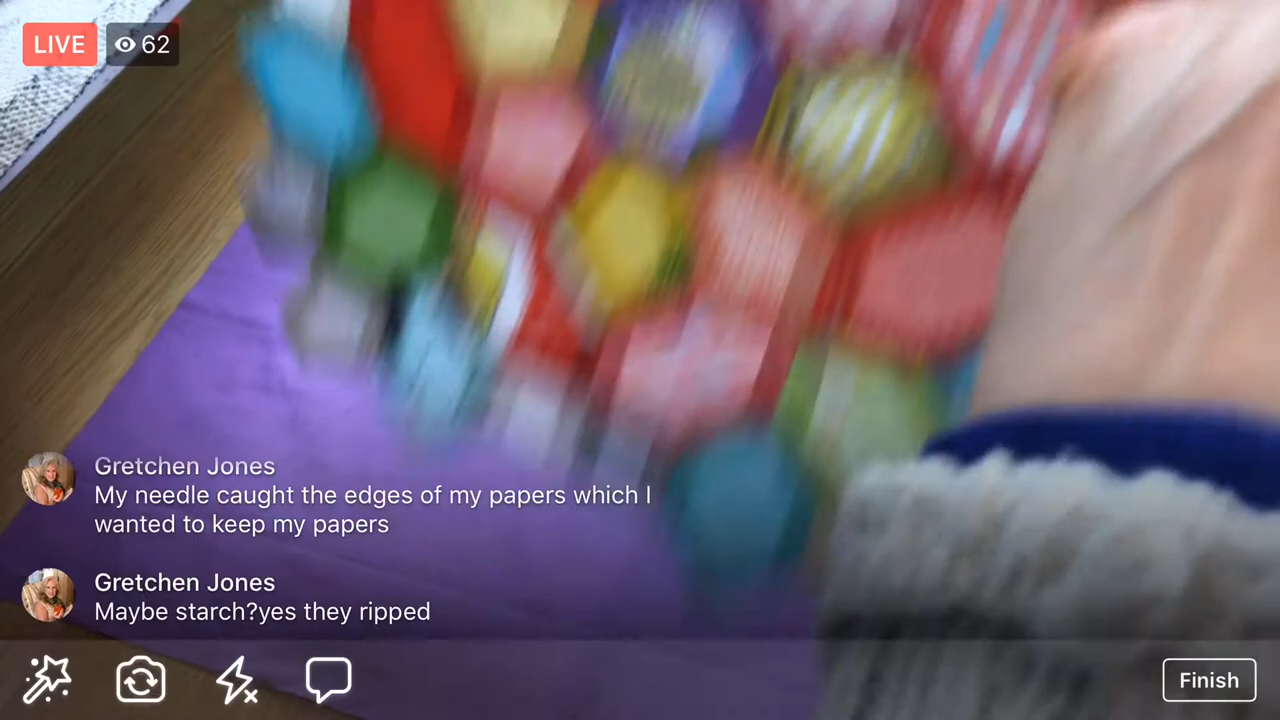 LIVE
62
Gretchen Jones
My needle caught the edges of my papers which I
wanted to keep my papers
Gretchen Jones
Maybe starch?yes they ripped
Finish